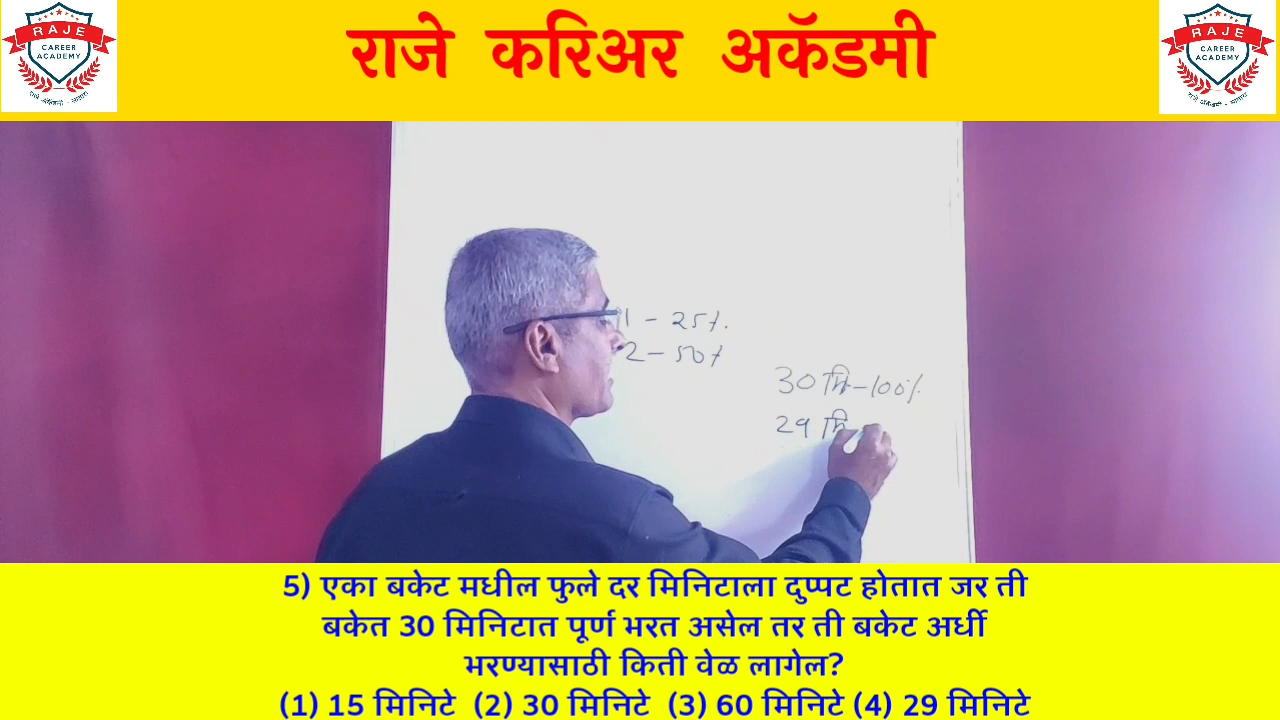 RAJE
CAREER
ACADEMY
राजे करिअर अकॅडमी
RAJE
CAREER
ACADEMY
1 - 25%.
2 - 50%
30 मि - 100%
29 मि
5) एका बकेट मधील फुले दर मिनिटाला दुप्पट होतात जर ती
बकेत 30 मिनिटात पूर्ण भरत असेल तर ती बकेट अर्धी
भरण्यासाठी किती वेळ लागेल?
(1) 15 मिनिटे (2) 30 मिनिटे (3) 60 मिनिटे (4) 29 मिनिटे